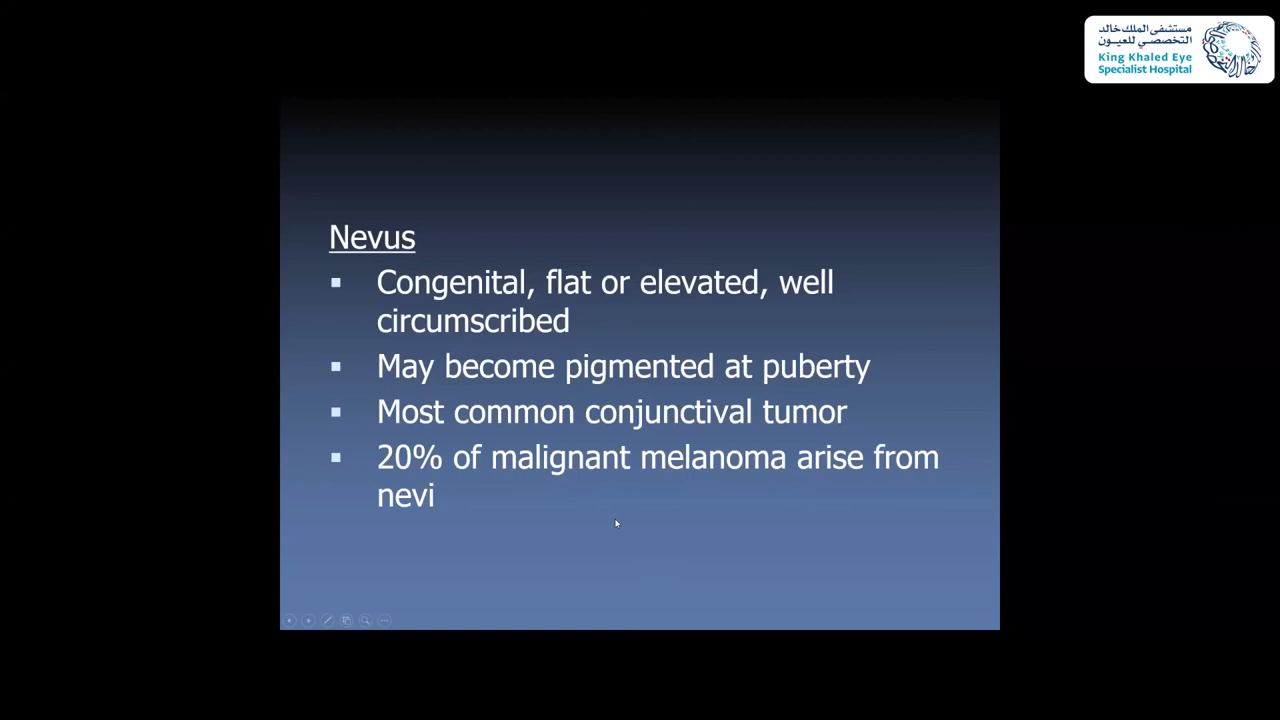 مستشفى الملك خالد
التخصصي للعيون
King Khaled Eye
Specialist Hospital
Nevus
▪ Congenital, flat or elevated, well
circumscribed
▪ May become pigmented at puberty
▪ Most common conjunctival tumor
▪ 20% of malignant melanoma arise from
nevi